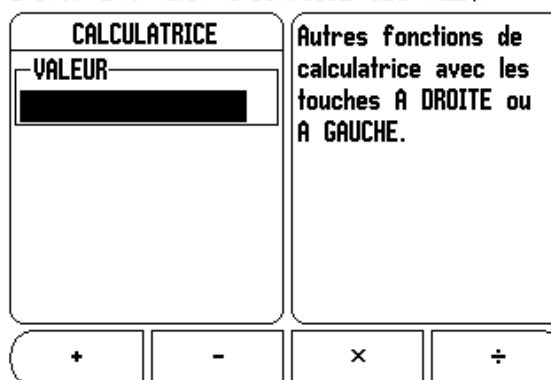 CALCULATRICE
VALEUR
Autres fonctions de
calculatrice avec les
touches A DROITE ou
A GAUCHE.
+ - × ÷